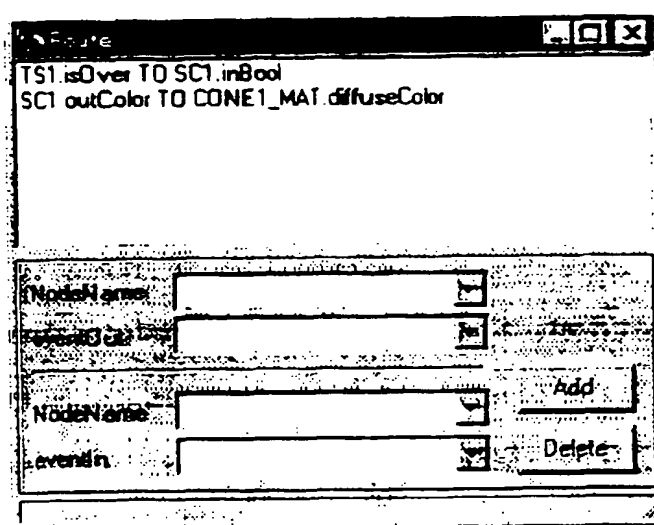 Route
TS1.isOver TO SC1.inBool
SC1 outColor TO CONE1_MAT.diffuseColor
NodeName
eventOut
NodeName
Add
eventIn
Delete